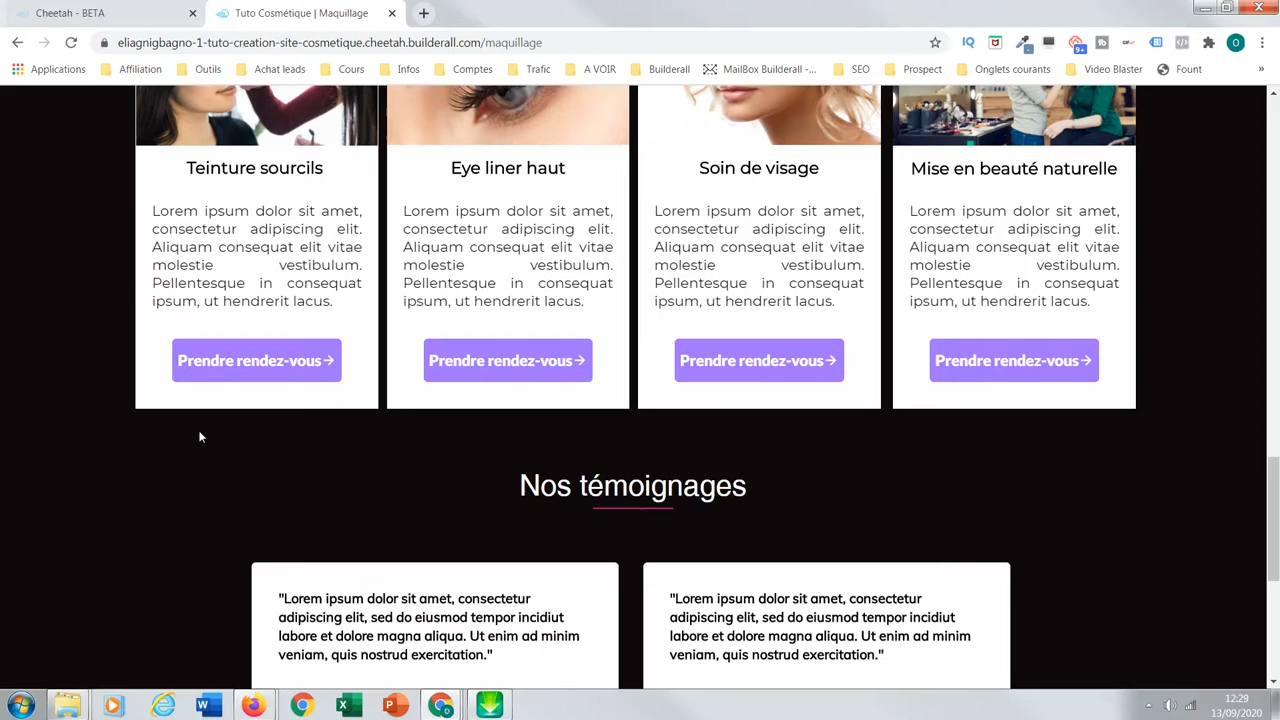 Cheetah - BETA
Tuto Cosmétique | Maquillage
eliagnigbagno-1-tuto-creation-site-cosmetique.cheetah.builderall.com/maquillage
IQ
9+
O
Applications Affiliation Outils Achat leads Cours Infos Comptes Trafic A VOIR Builderall MailBox Builderall -... SEO Prospect Onglets courants Video Blaster Fount »
Teinture sourcils
Lorem ipsum dolor sit amet,
consectetur adipiscing elit.
Aliquam consequat elit vitae
molestie vestibulum.
Pellentesque in consequat
ipsum, ut hendrerit lacus.
Prendre rendez-vous→
Eye liner haut
Lorem ipsum dolor sit amet,
consectetur adipiscing elit.
Aliquam consequat elit vitae
molestie vestibulum.
Pellentesque in consequat
ipsum, ut hendrerit lacus.
Prendre rendez-vous→
Soin de visage
Lorem ipsum dolor sit amet,
consectetur adipiscing elit.
Aliquam consequat elit vitae
molestie vestibulum.
Pellentesque in consequat
ipsum, ut hendrerit lacus.
Prendre rendez-vous→
Mise en beauté naturelle
Lorem ipsum dolor sit amet,
consectetur adipiscing elit.
Aliquam consequat elit vitae
molestie vestibulum.
Pellentesque in consequat
ipsum, ut hendrerit lacus.
Prendre rendez-vous→
Nos témoignages
"Lorem ipsum dolor sit amet, consectetur
adipiscing elit, sed do eiusmod tempor incidiut
labore et dolore magna aliqua. Ut enim ad minim
veniam, quis nostrud exercitation."
"Lorem ipsum dolor sit amet, consectetur
adipiscing elit, sed do eiusmod tempor incidiut
labore et dolore magna aliqua. Ut enim ad minim
veniam, quis nostrud exercitation."
12:29
13/09/2020